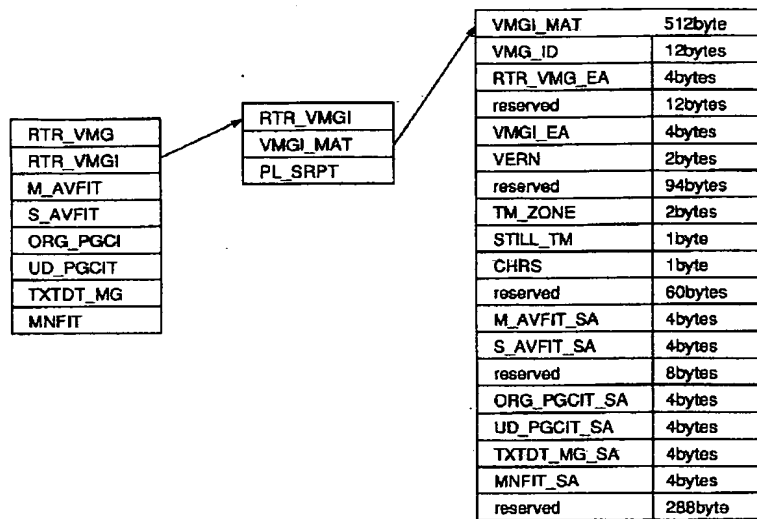 RTR_VMG
RTR_VMGI
M_AVFIT
S_AVFIT
ORG_PGCI
UD_PGCIT
TXTDT_MG
MNFIT
RTR_VMGI
VMGI_MAT
PL_SRPT
VMGI_MAT 512byte
VMG_ID 12bytes
RTR_VMG_EA 4bytes
reserved 12bytes
VMGI_EA 4bytes
VERN 2bytes
reserved 94bytes
TM_ZONE 2bytes
STILL_TM 1byte
CHRS 1byte
reserved 60bytes
M_AVFIT_SA 4bytes
S_AVFIT_SA 4bytes
reserved 8bytes
ORG_PGCIT_SA 4bytes
UD_PGCIT_SA 4bytes
TXTDT_MG_SA 4bytes
MNFIT_SA 4bytes
reserved 288byte